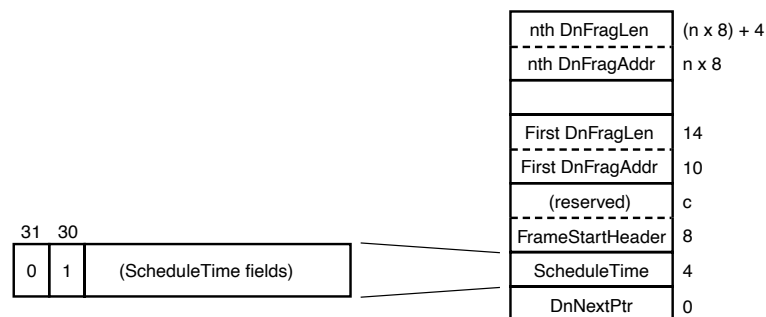 nth DnFragLen (n x 8) + 4
nth DnFragAddr n x 8
First DnFragLen 14
First DnFragAddr 10
(reserved) c
31 30
FrameStartHeader 8
0 1 (ScheduleTime fields)
ScheduleTime 4
DnNextPtr 0